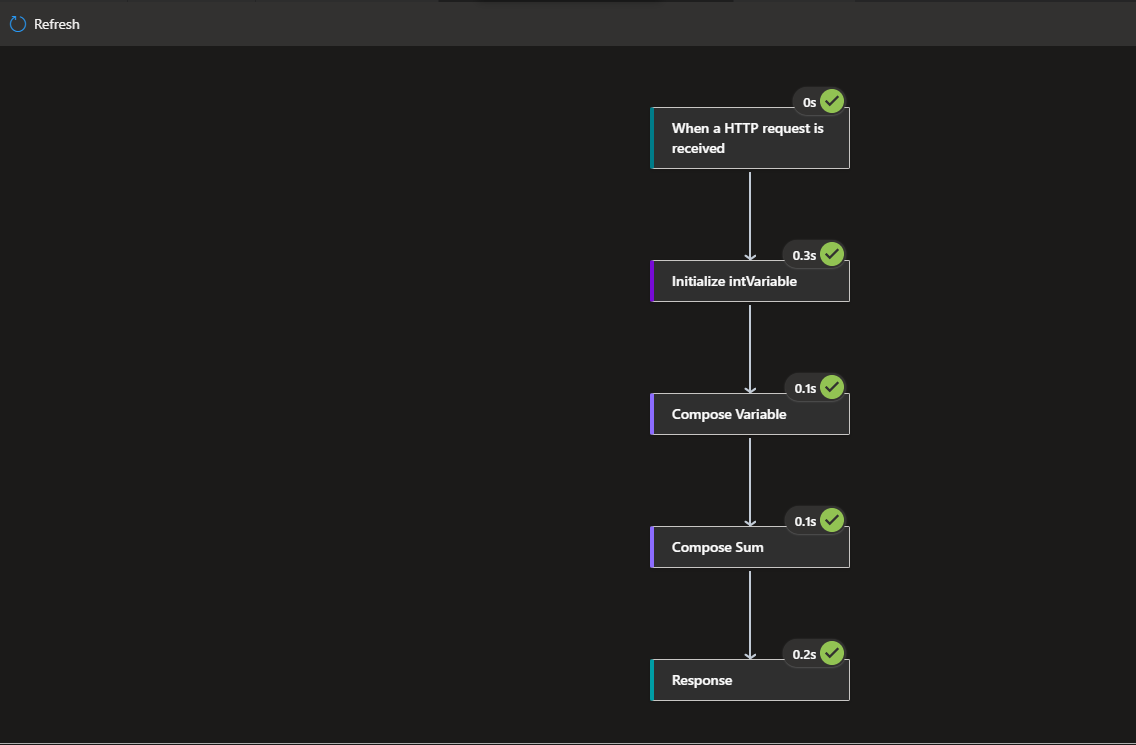 Refresh
0s
When a HTTP request is
received
0.3s
Initialize intVariable
0.1s
Compose Variable
0.1s
Compose Sum
0.2s
Response